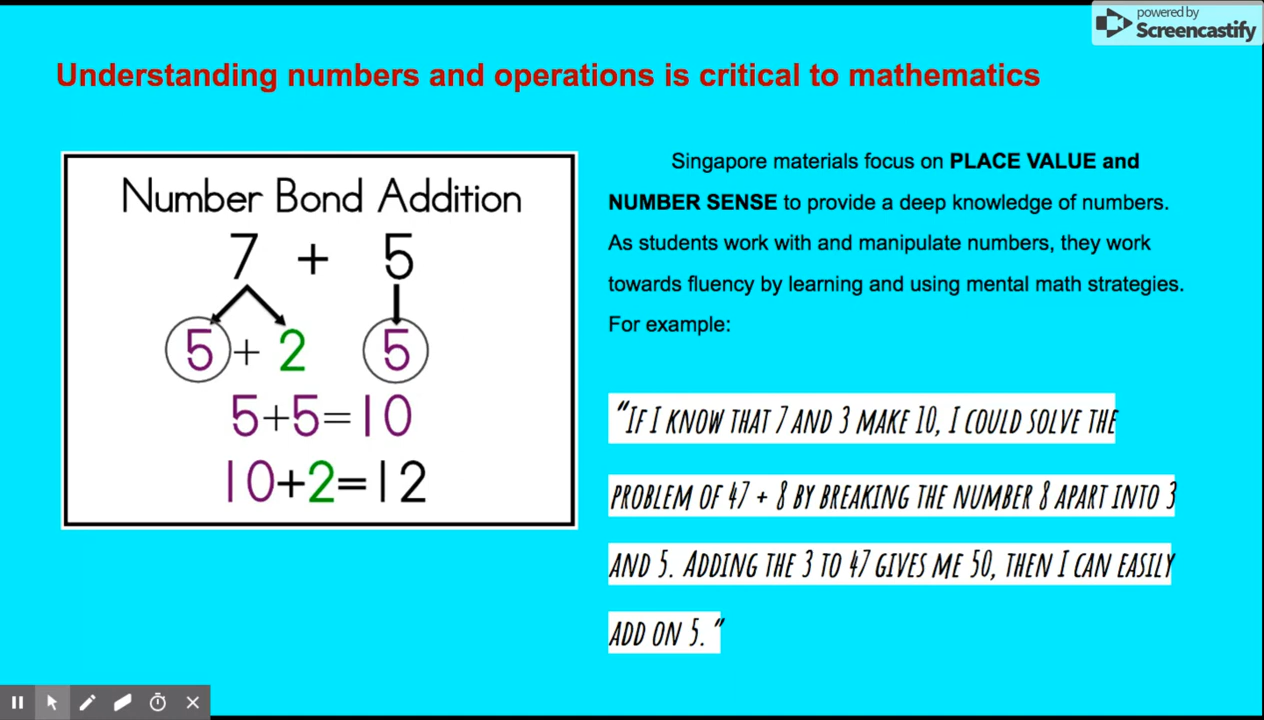 powered by
Screencastify
Understanding numbers and operations is critical to mathematics
Number Bond Addition
7 + 5
5 + 2 5
5+5=10
10+2=12
Singapore materials focus on PLACE VALUE and
NUMBER SENSE to provide a deep knowledge of numbers.
As students work with and manipulate numbers, they work
towards fluency by learning and using mental math strategies.
For example:
“IF I KNOW THAT 7 AND 3 MAKE 10, I COULD SOLVE THE
PROBLEM OF 47 + 8 BY BREAKING THE NUMBER 8 APART INTO 3
AND 5. ADDING THE 3 TO 47 GIVES ME 50, THEN I CAN EASILY
ADD ON 5.”